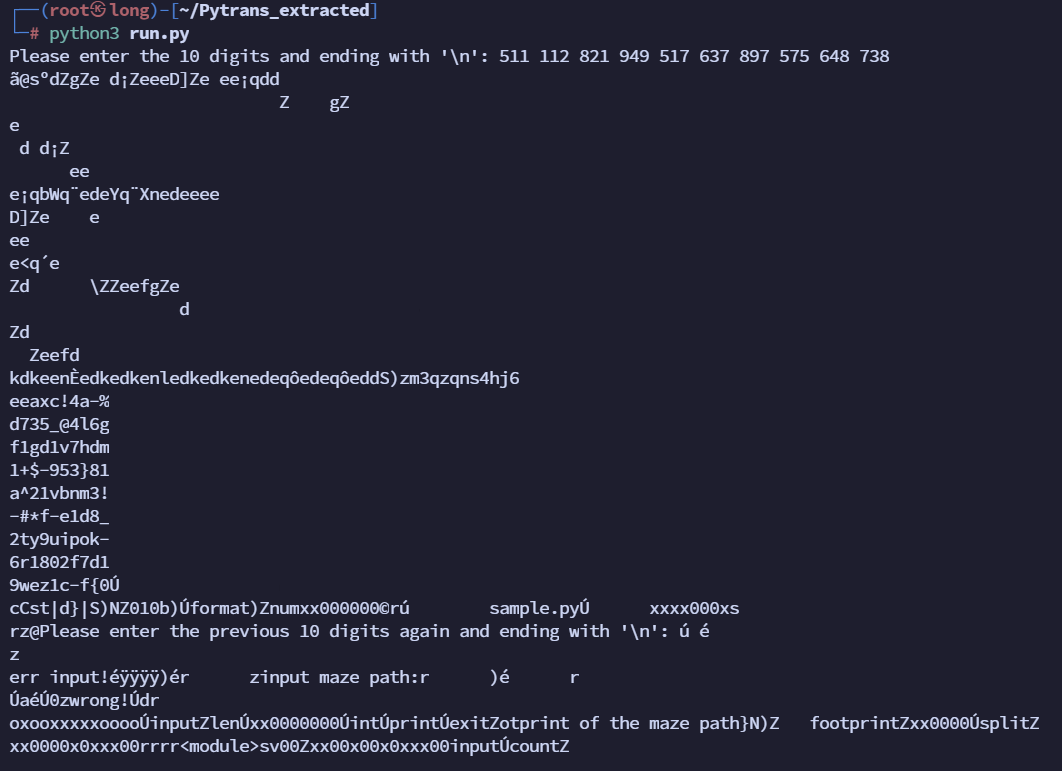 ┌──(root㉿long)-[~/Pytrans_extracted]
└─# python3 run.py
Please enter the 10 digits and ending with '\n': 511 112 821 949 517 637 897 575 648 738
ã@sºdZgZe d¡ZeeeD]Ze ee¡qdd
Z gZ
e
d d¡Z
ee
e¡qbWq¨edeYq¨Xnedeeee
D]Ze e
ee
e<q´e
Zd \ZZeefgZe
d
Zd
Zeefd
kdkeenÈedkedkenledkedkenedeqôedeqôeddS)zm3qzqns4hj6
eeaxc!4a-%
d735_@4l6g
f1gd1v7hdm
1+$-953}81
a^21vbnm3!
-#*f-e1d8_
2ty9uipok-
6r1802f7d1
9wez1c-f{0Ú
cCst|d}|S)NZ010b)Úformat)Znumxx000000©rú sample.pyÚ xxxx000xs
rz@Please enter the previous 10 digits again and ending with '\n': ú é
z
err input!éÿÿÿÿ)ér zinput maze path:r )é r
ÚaéÚ0zwrong!Údr
oxooxxxxxooooÚinputZlenÚxx0000000ÚintÚprintÚexitZotprint of the maze path}N)Z footprintZxx0000ÚsplitZ
xx0000x0xxx00rrrr<module>sv00Zxx00x00x0xxx00inputÚcountZ